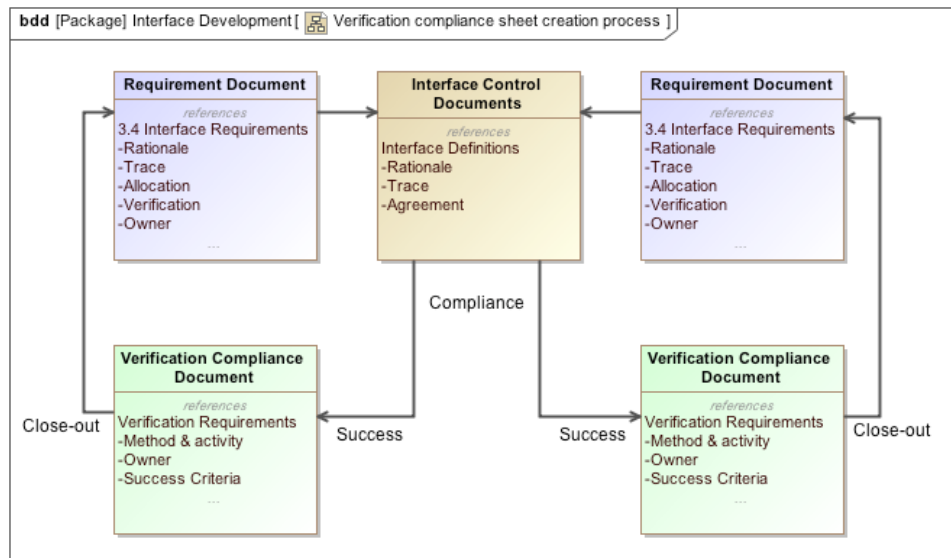 bdd [Package] Interface Development [ Verification compliance sheet creation process ]
Requirement Document
references
3.4 Interface Requirements
-Rationale
-Trace
-Allocation
-Verification
-Owner
...
Interface Control
Documents
references
Interface Definitions
-Rationale
-Trace
-Agreement
Requirement Document
references
3.4 Interface Requirements
-Rationale
-Trace
-Allocation
-Verification
-Owner
...
Compliance
Verification Compliance
Document
references
Verification Requirements
-Method & activity
-Owner
-Success Criteria
...
Close-out
Success
Success
Verification Compliance
Document
references
Verification Requirements
-Method & activity
-Owner
-Success Criteria
...
Close-out